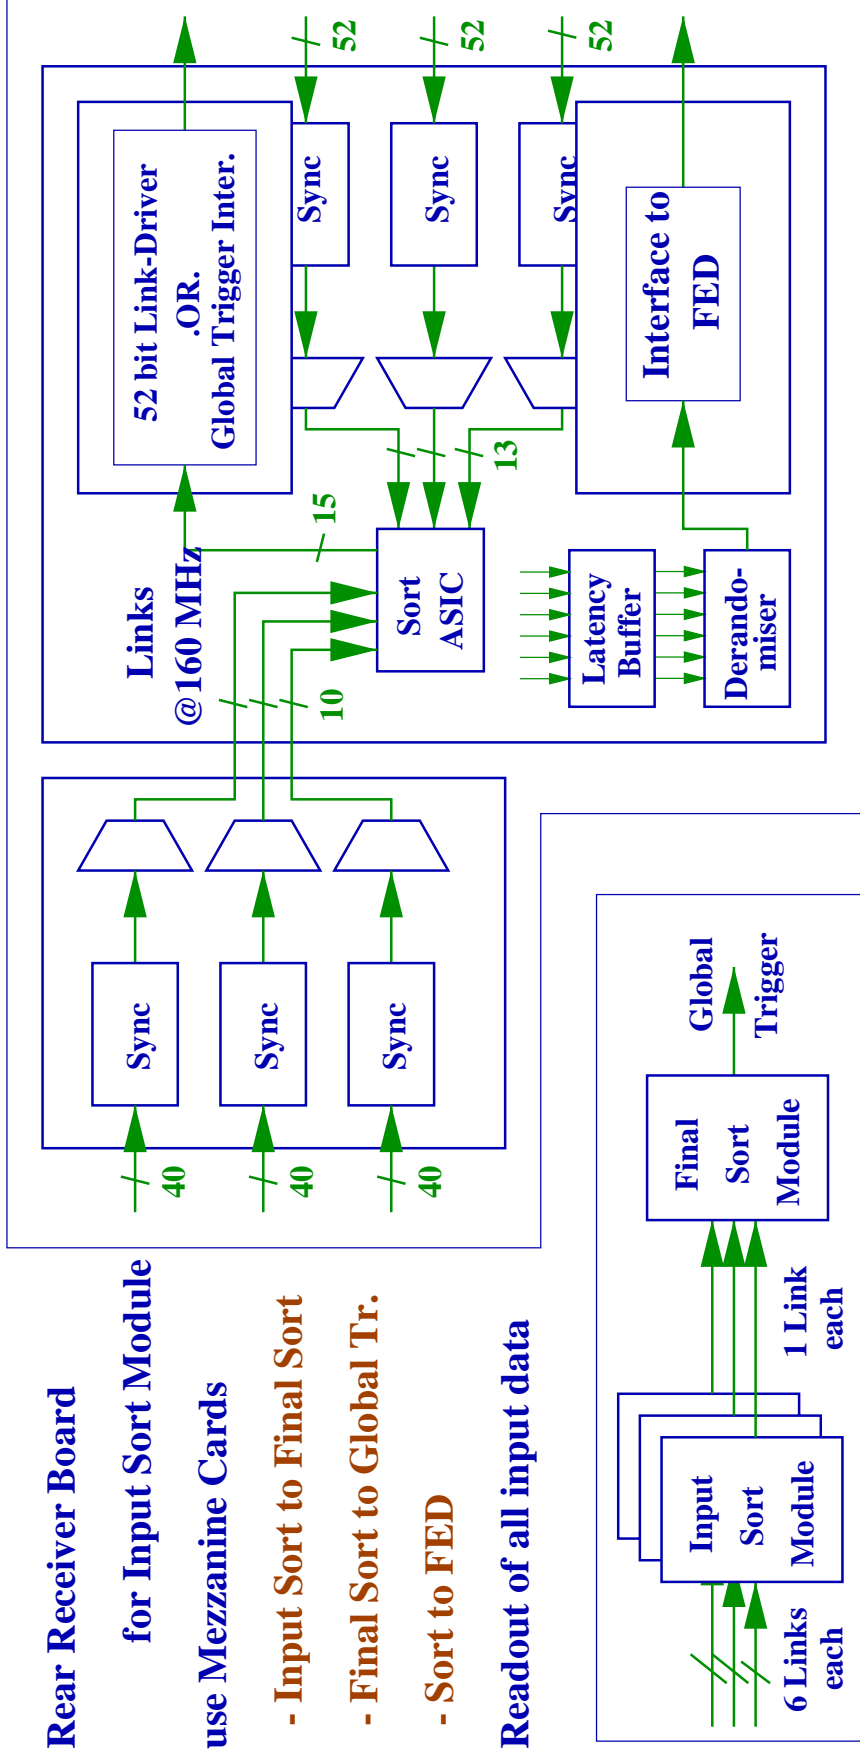 Rear Receiver Board
for Input Sort Module
use Mezzanine Cards
- Input Sort to Final Sort
- Final Sort to Global Tr.
- Sort to FED
Readout of all input data
40
Sync
40
Sync
40
Sync
Links
@160 MHz
10
15
52 bit Link-Driver
.OR.
Global Trigger Inter.
Sync
52
Sync
52
Sync
52
13
Sort
ASIC
Latency
Buffer
Derando-
miser
Interface to
FED
6 Links
each
Input
Sort
Module
1 Link
each
Final
Sort
Module
Global
Trigger